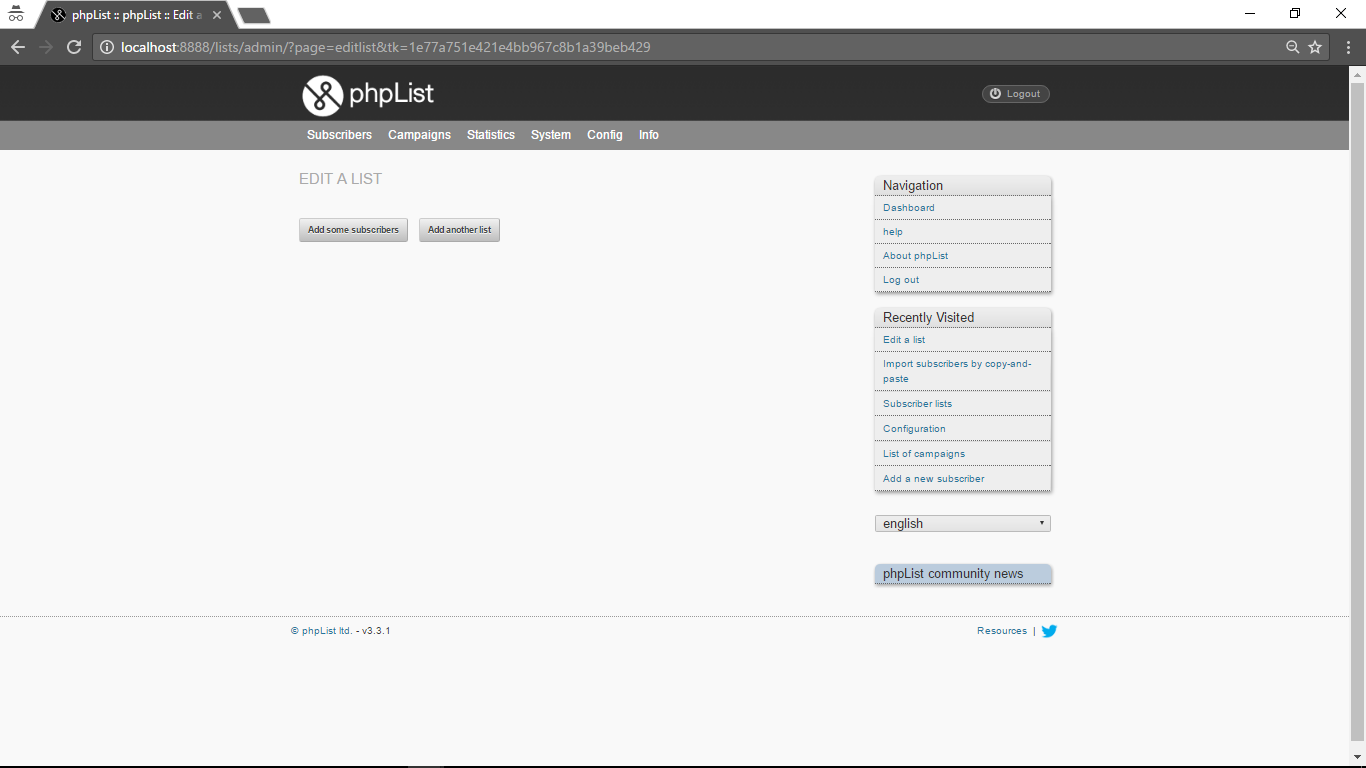 phpList :: phpList :: Edit a
localhost:8888/lists/admin/?page=editlist&tk=1e77a751e421e4bb967c8b1a39beb429
phpList
Logout
Subscribers Campaigns Statistics System Config Info
EDIT A LIST
Add some subscribers Add another list
Navigation
Dashboard
help
About phpList
Log out
Recently Visited
Edit a list
Import subscribers by copy-and-
paste
Subscriber lists
Configuration
List of campaigns
Add a new subscriber
english
phpList community news
© phpList ltd. - v3.3.1
Resources |